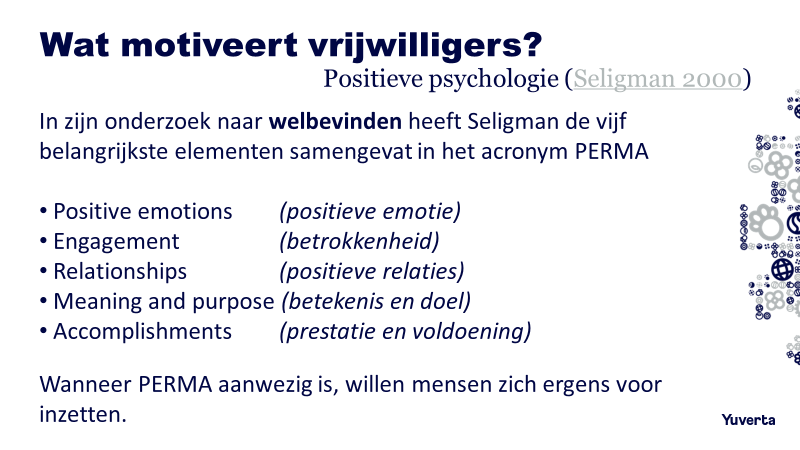 Wat motiveert vrijwilligers?
Positieve psychologie (Seligman 2000)
In zijn onderzoek naar welbevinden heeft Seligman de vijf
belangrijkste elementen samengevat in het acronym PERMA
• Positive emotions (positieve emotie)
• Engagement (betrokkenheid)
• Relationships (positieve relaties)
• Meaning and purpose (betekenis en doel)
• Accomplishments (prestatie en voldoening)
Wanneer PERMA aanwezig is, willen mensen zich ergens voor
inzetten.
Yuverta